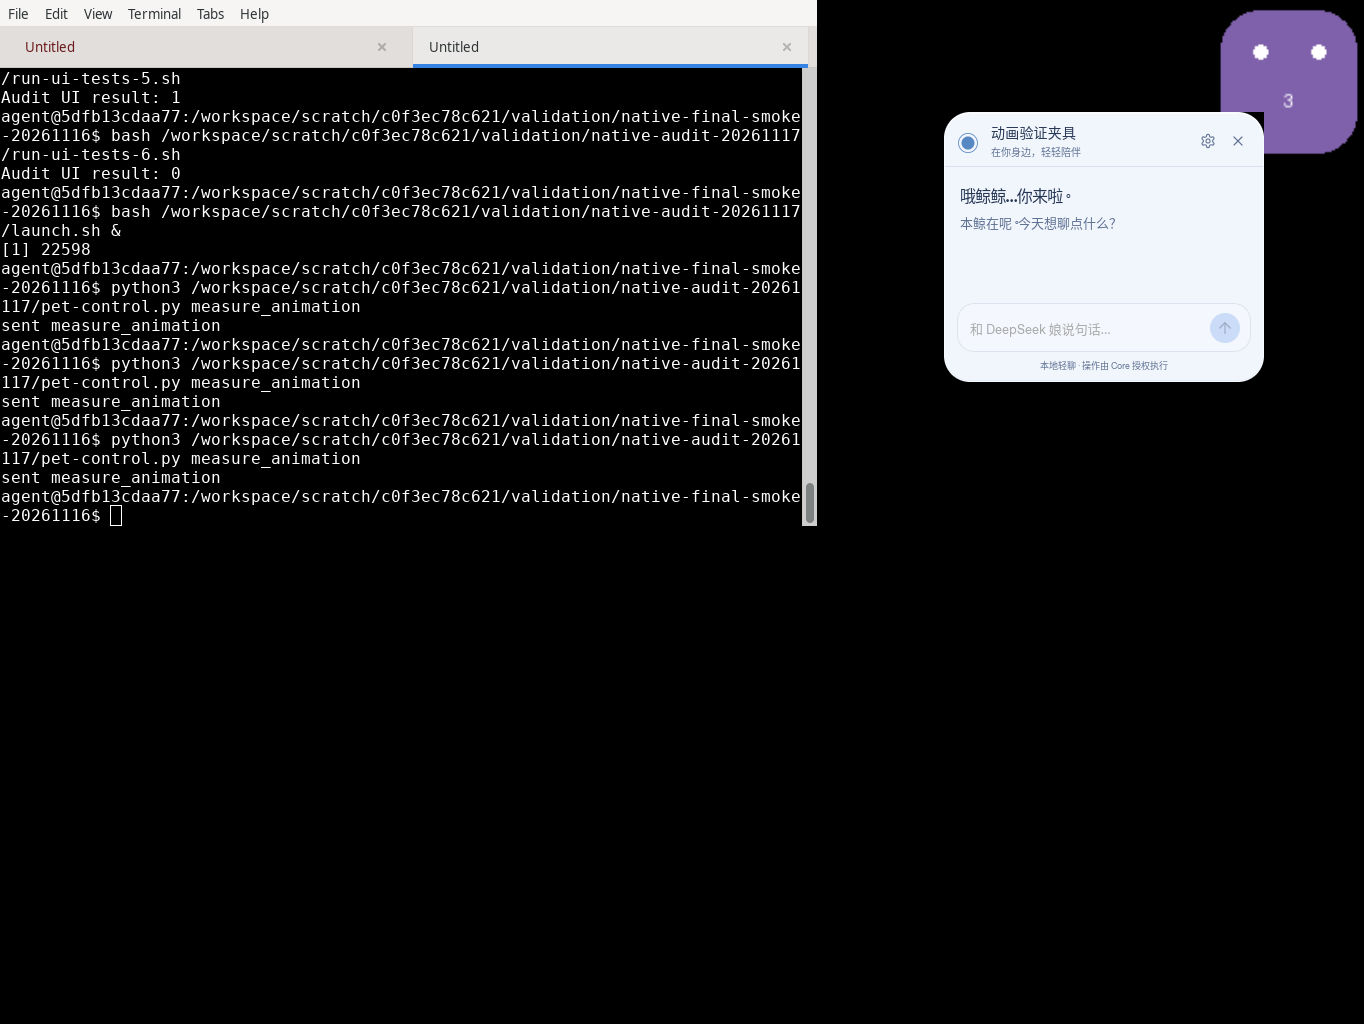 File Edit View Terminal Tabs Help
Untitled
Untitled
/run-ui-tests-5.sh
Audit UI result: 1
agent@5dfb13cdaa77:/workspace/scratch/c0f3ec78c621/validation/native-final-smoke
-20261116$ bash /workspace/scratch/c0f3ec78c621/validation/native-audit-20261117
/run-ui-tests-6.sh
Audit UI result: 0
agent@5dfb13cdaa77:/workspace/scratch/c0f3ec78c621/validation/native-final-smoke
-20261116$ bash /workspace/scratch/c0f3ec78c621/validation/native-audit-20261117
/launch.sh &
[1] 22598
agent@5dfb13cdaa77:/workspace/scratch/c0f3ec78c621/validation/native-final-smoke
-20261116$ python3 /workspace/scratch/c0f3ec78c621/validation/native-audit-20261
117/pet-control.py measure_animation
sent measure_animation
agent@5dfb13cdaa77:/workspace/scratch/c0f3ec78c621/validation/native-final-smoke
-20261116$ python3 /workspace/scratch/c0f3ec78c621/validation/native-audit-20261
117/pet-control.py measure_animation
sent measure_animation
agent@5dfb13cdaa77:/workspace/scratch/c0f3ec78c621/validation/native-final-smoke
-20261116$ python3 /workspace/scratch/c0f3ec78c621/validation/native-audit-20261
117/pet-control.py measure_animation
sent measure_animation
agent@5dfb13cdaa77:/workspace/scratch/c0f3ec78c621/validation/native-final-smoke
-20261116$
3
动画验证夹具
在你身边，轻轻陪伴
哦鲸鲸…你来啦。
本鲸在呢。今天想聊点什么？
和 DeepSeek 娘说句话…
本地轻聊 · 操作由 Core 授权执行